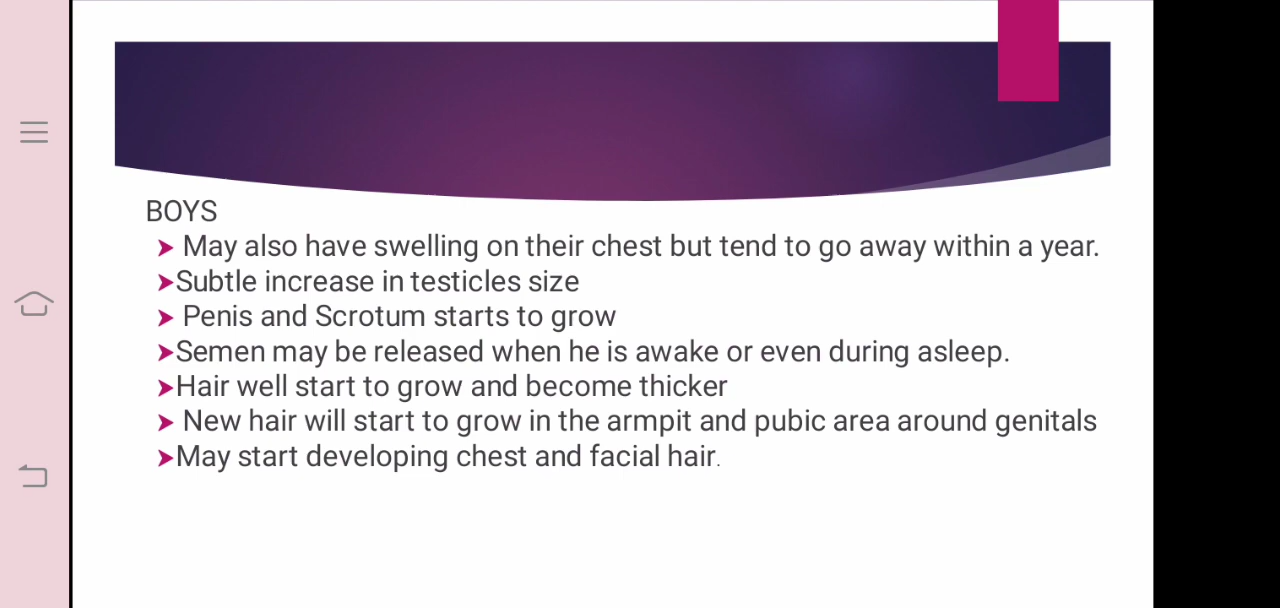 BOYS
➤ May also have swelling on their chest but tend to go away within a year.
➤Subtle increase in testicles size
➤ Penis and Scrotum starts to grow
➤Semen may be released when he is awake or even during asleep.
➤Hair well start to grow and become thicker
➤ New hair will start to grow in the armpit and pubic area around genitals
➤May start developing chest and facial hair.